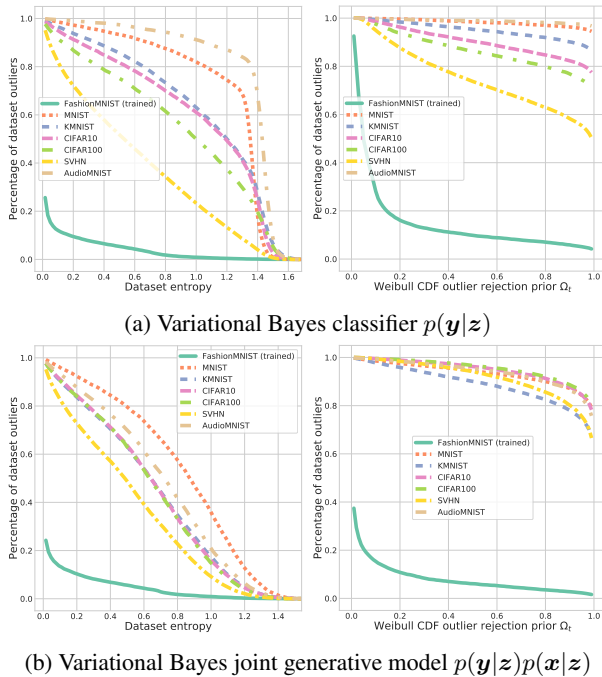 Percentage of dataset outliers
1.0
0.8
0.6
0.4
0.2
0.0
FashionMNIST (trained)
MNIST
KMNIST
CIFAR10
CIFAR100
SVHN
AudioMNIST
0.0 0.2 0.4 0.6 0.8 1.0 1.2 1.4 1.6
Dataset entropy
Percentage of dataset outliers
1.0
0.8
0.6
0.4
0.2
0.0
FashionMNIST (trained)
MNIST
KMNIST
CIFAR10
CIFAR100
SVHN
AudioMNIST
0.0 0.2 0.4 0.6 0.8 1.0
Weibull CDF outlier rejection prior Ωt
(a) Variational Bayes classifier p(y|z)
Percentage of dataset outliers
1.0
0.8
0.6
0.4
0.2
0.0
FashionMNIST (trained)
MNIST
KMNIST
CIFAR10
CIFAR100
SVHN
AudioMNIST
0.0 0.2 0.4 0.6 0.8 1.0 1.2 1.4
Dataset entropy
Percentage of dataset outliers
1.0
0.8
0.6
0.4
0.2
0.0
FashionMNIST (trained)
MNIST
KMNIST
CIFAR10
CIFAR100
SVHN
AudioMNIST
0.0 0.2 0.4 0.6 0.8 1.0
Weibull CDF outlier rejection prior Ωt
(b) Variational Bayes joint generative model p(y|z)p(x|z)